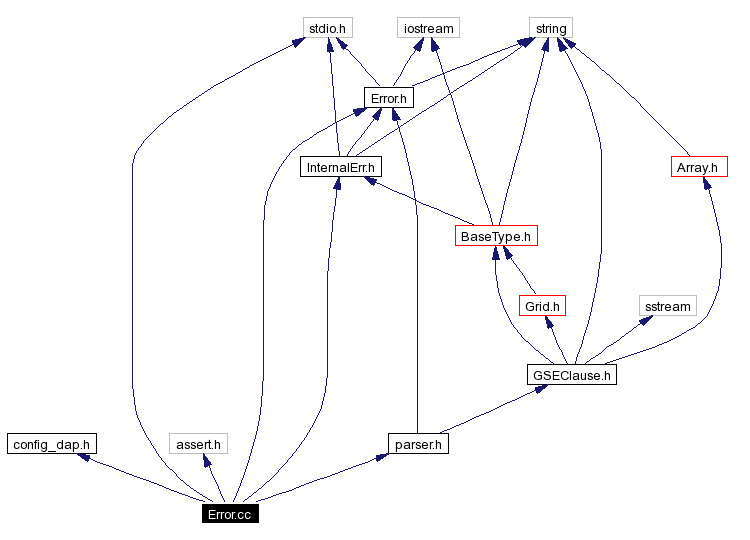 stdio.h
iostream
string
Error.h
InternalErr.h
Array.h
BaseType.h
Grid.h
sstream
GSEClause.h
config_dap.h
assert.h
parser.h
Error.cc